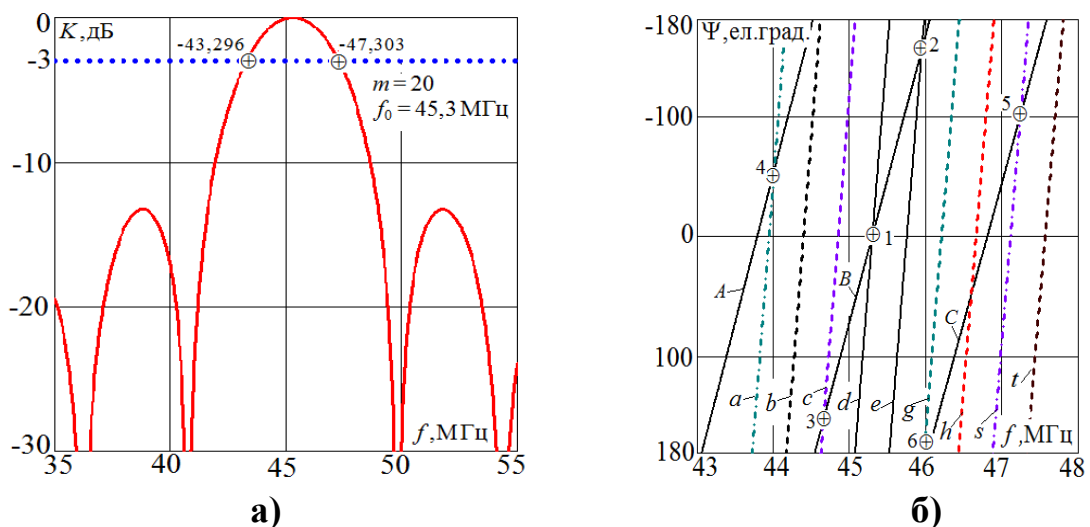 0 K,дБ
-43,296 -47,303
-3
m = 20
f₀ = 45,3 МГц
-10
-20
-30 f,МГц
35 40 45 50 55
а)
-180 Ψ,ел.град.
2
-100
5
4
0
1
A B C
100
a b c d e g h s t
3 6
180 f,МГц
43 44 45 46 47 48
б)